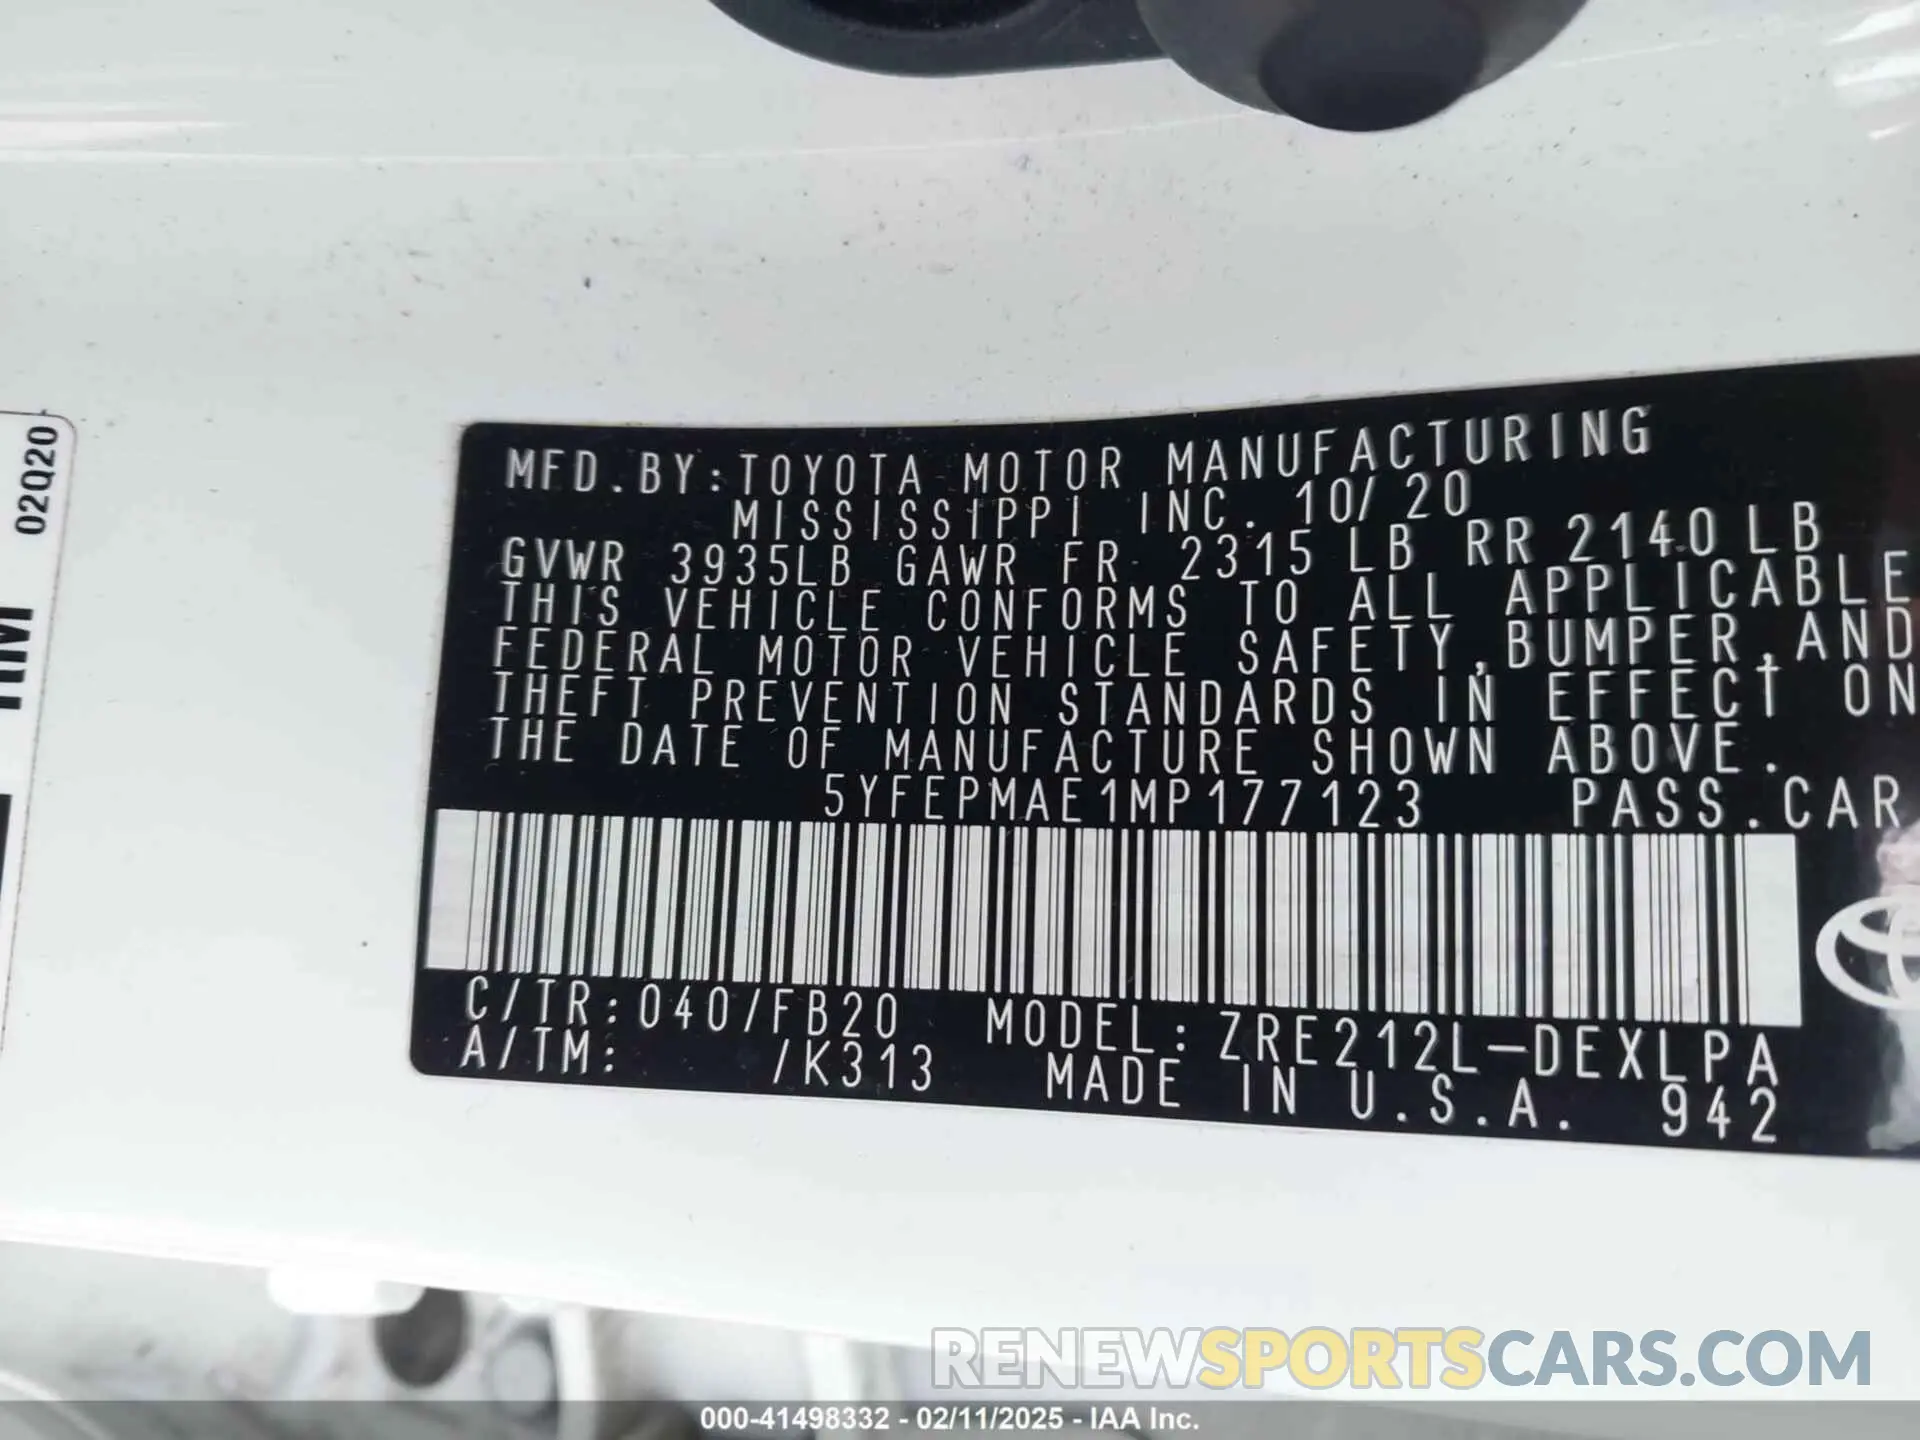 02Q20
MFD.BY:TOYOTA MOTOR MANUFACTURING
MISSISSIPPI INC. 10/20
GVWR 3935LB GAWR FR 2315 LB RR 2140 LB
THIS VEHICLE CONFORMS TO ALL APPLICABLE
FEDERAL MOTOR VEHICLE SAFETY,BUMPER,AND
THEFT PREVENTION STANDARDS IN EFFECT ON
THE DATE OF MANUFACTURE SHOWN ABOVE.
5YFEPMAE1MP177123 PASS.CAR
C/TR:040/FB20 MODEL:ZRE212L-DEXLPA
A/TM: /K313 MADE IN U.S.A. 942
RENEWSPORTSCARS.COM
000-41498332 - 02/11/2025 - IAA Inc.